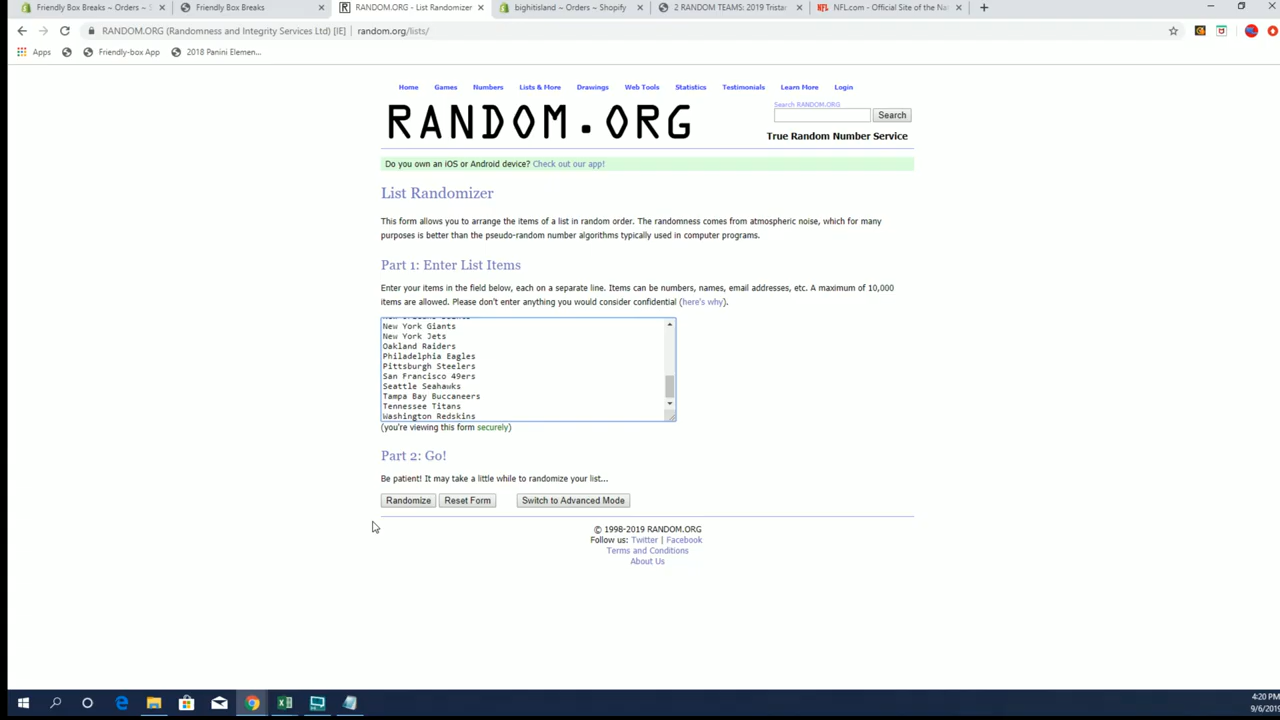 Friendly Box Breaks ~ Orders ~ S
Friendly Box Breaks
RANDOM.ORG - List Randomizer
bighitisland ~ Orders ~ Shopify
2 RANDOM TEAMS: 2019 Tristar
NFL.com - Official Site of the Na
RANDOM.ORG (Randomness and Integrity Services Ltd) [IE] | random.org/lists/
Apps
Friendly-box App
2018 Panini Elemen...
Home Games Numbers Lists & More Drawings Web Tools Statistics Testimonials Learn More Login
RANDOM.ORG
Search RANDOM.ORG
Search
True Random Number Service
Do you own an iOS or Android device? Check out our app!
List Randomizer
This form allows you to arrange the items of a list in random order. The randomness comes from atmospheric noise, which for many
purposes is better than the pseudo-random number algorithms typically used in computer programs.
Part 1: Enter List Items
Enter your items in the field below, each on a separate line. Items can be numbers, names, email addresses, etc. A maximum of 10,000
items are allowed. Please don't enter anything you would consider confidential (here's why).
New York Giants
New York Jets
Oakland Raiders
Philadelphia Eagles
Pittsburgh Steelers
San Francisco 49ers
Seattle Seahawks
Tampa Bay Buccaneers
Tennessee Titans
Washington Redskins
(you're viewing this form securely)
Part 2: Go!
Be patient! It may take a little while to randomize your list...
Randomize Reset Form Switch to Advanced Mode
© 1998-2019 RANDOM.ORG
Follow us: Twitter | Facebook
Terms and Conditions
About Us
4:20 PM
9/6/2019